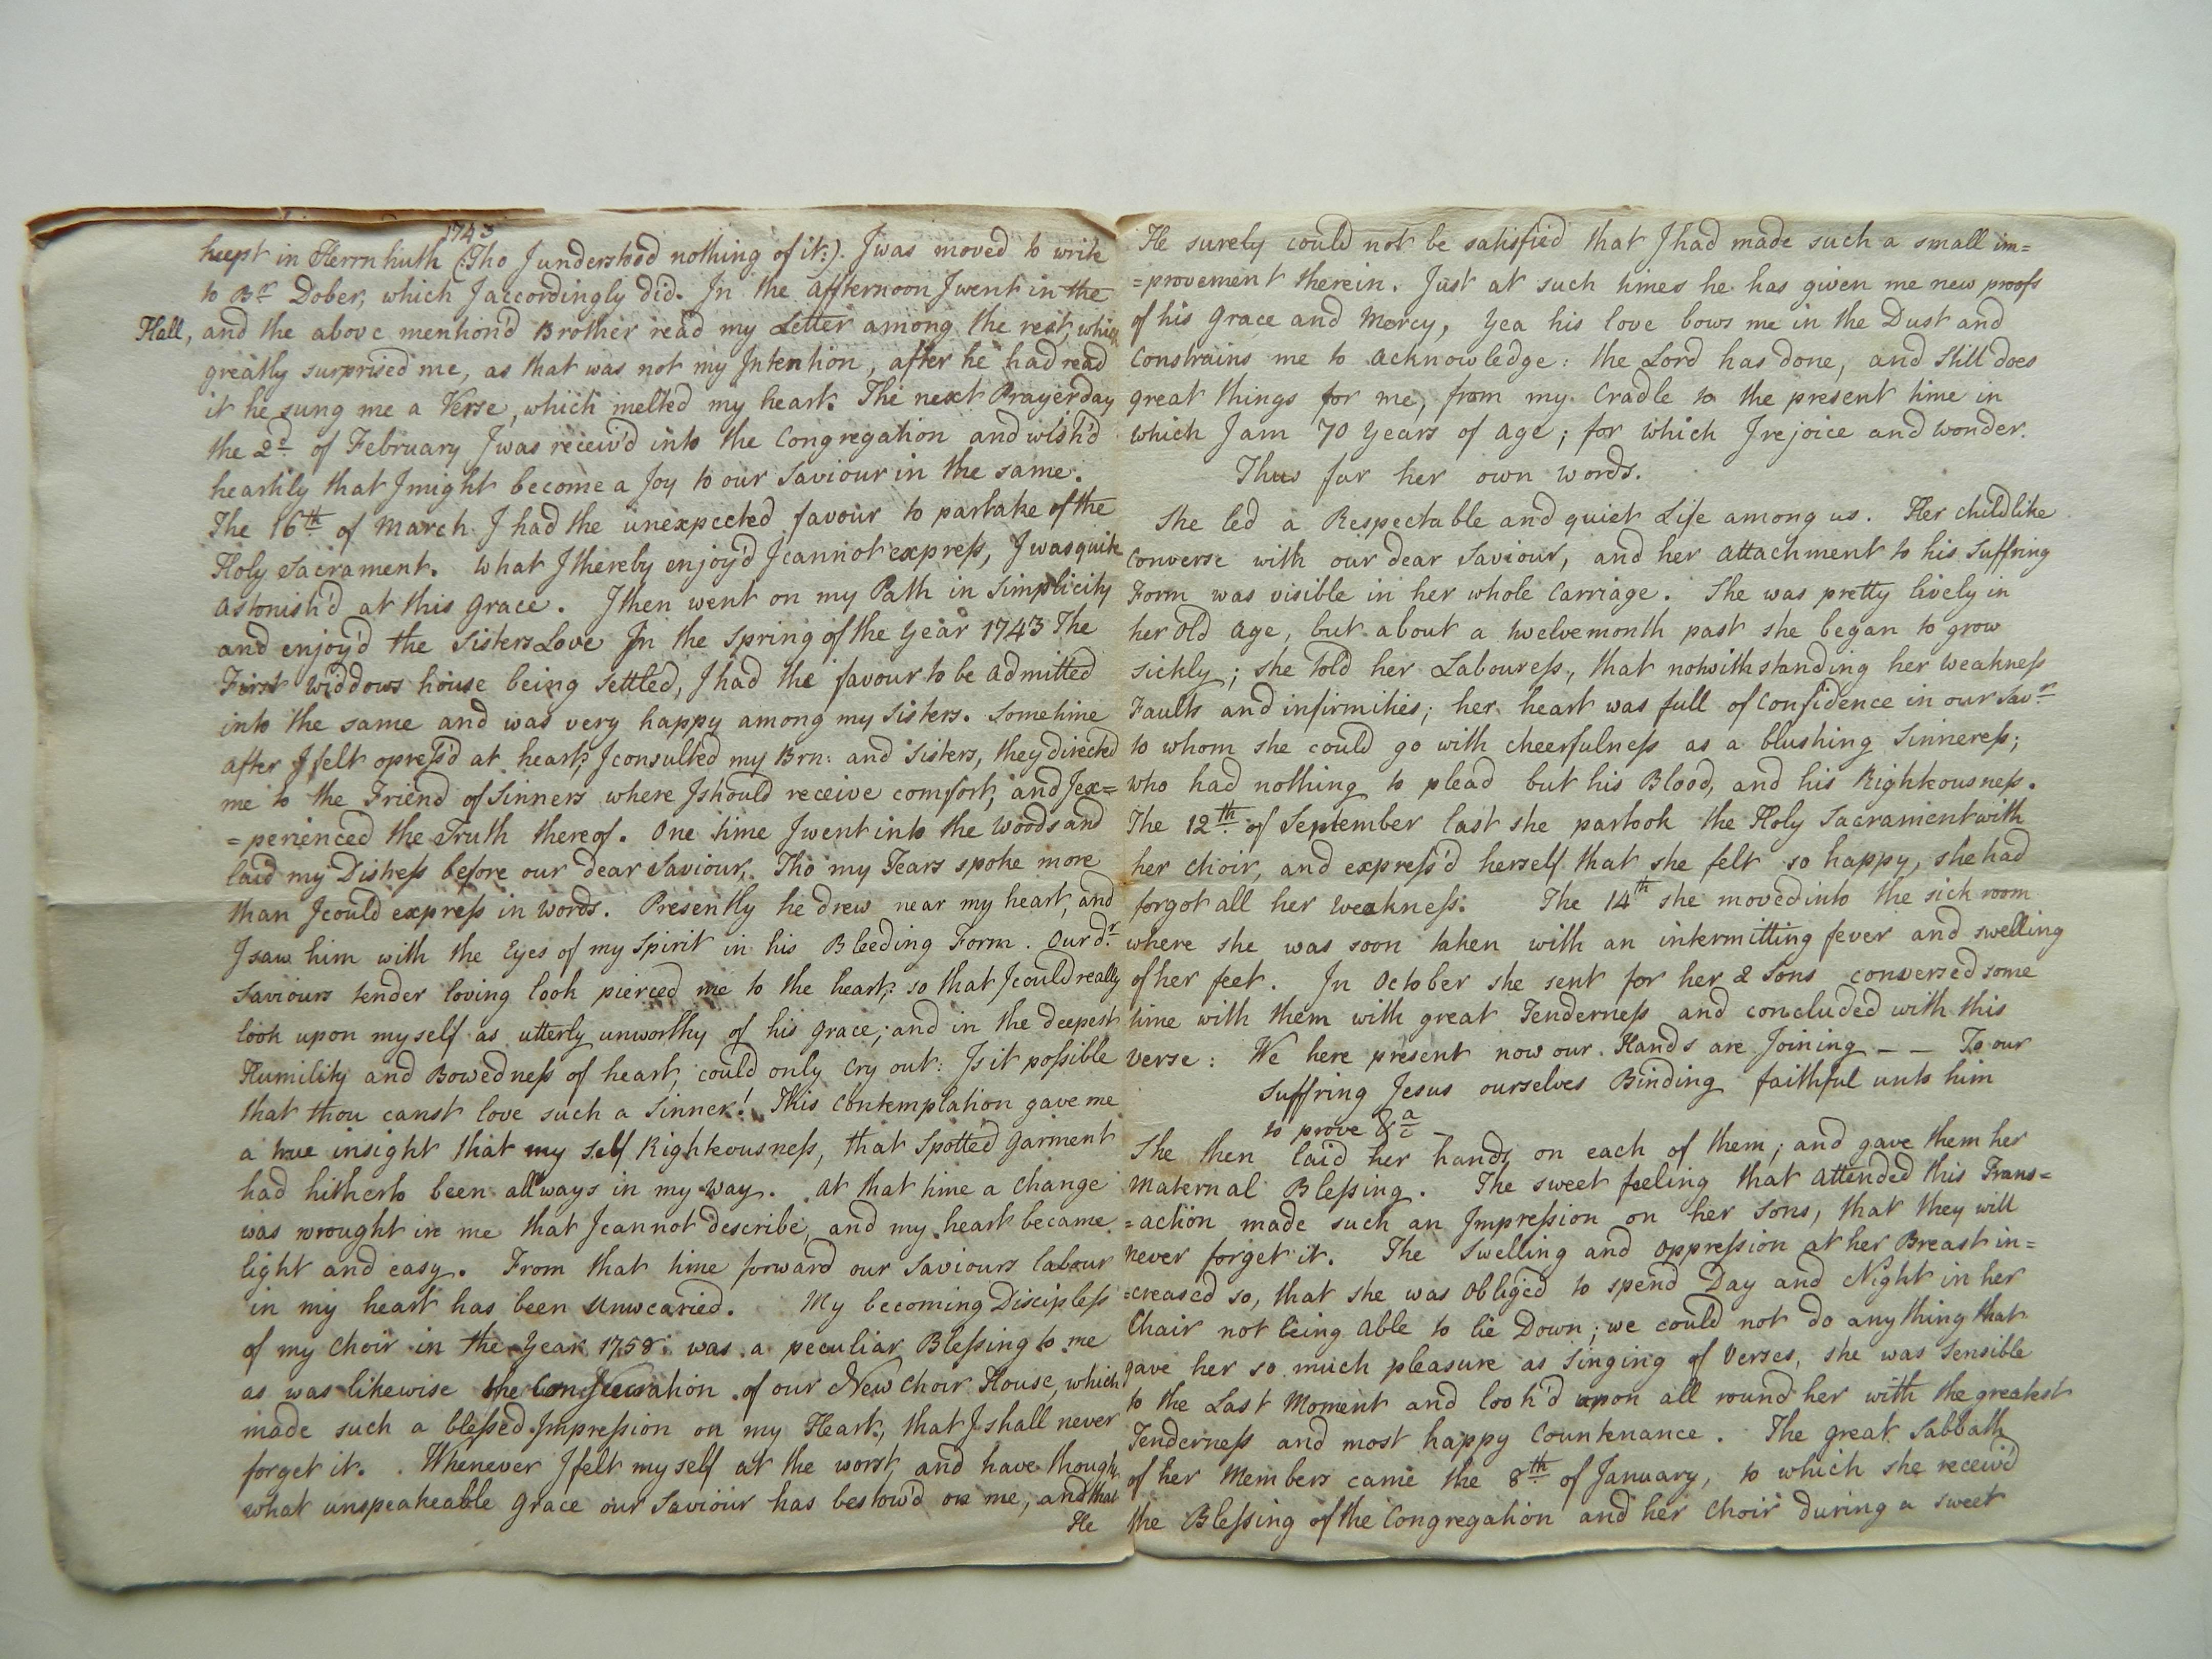 1743
keept in Herrnhuth (:Tho I understood nothing of it:). I was moved to write
to Br. Dober, which I accordingly did. In the affternoon I went in the
Hall, and the above mention'd Brother read my Letter among the rest, which
greatly surprised me, as that was not my Intention, after he had read
it he sung me a Verse, which melted my heart. The next Prayerday
the 2d of February I was receiv'd into the Congregation and wish'd
heartily that I might become a Joy to our Saviour in the same.
The 16th of March I had the unexpected favour to partake of the
Holy Sacrament. What I thereby enjoy'd I cannot express, I was quite
astonish'd at this Grace. I then went on my Path in Simplicity
and enjoy'd the Sisters Love In the Spring of the Year 1743 The
First Widdows house being Settled, I had the favour to be admitted
into the same and was very happy among my Sisters. Sometime
after I felt opress'd at heart; I consulted my Brn: and Sisters, they directed
me to the Friend of Sinners where I should receive comfort; and I ex=
=perienced the Truth thereof. One time I went into the Woods and
laid my Distress before our dear Saviour, Tho my Tears spoke more
than I could express in words. Presently he drew near my heart, and
I saw him with the Eyes of my Spirit in his Bleeding Form. Our dr
Saviours tender loving look pierced me to the heart; so that I could really
look upon myself as utterly unworthy of his Grace; and in the deepest
Humility and Bowedness of heart, could only Cry out: Is it possible
that thou canst love such a Sinner! This Contemplation gave me
a true insight that my Self Righteousness, that Spotted Garment
had hitherto been allways in my way. At that time a Change
was wrought in me that I cannot describe, and my heart became
light and easy. From that time forward our Saviours labour
in my heart has been Unwearied. My becoming Discipless
of my Choir in the Year 1758: was a peculiar Blessing to me
as was likewise the Consecration of our New Choir House, which
made such a blessed Impression on my Heart, that I shall never
forget it. Whenever I felt my self at the worst, and have though
what unspeakeable Grace our Saviour has bestow'd on me, and that
He
He surely could not be satisfied that I had made such a small im=
=provement therein. Just at such times he has given me new proofs
of his Grace and Mercy, Yea his love bows me in the Dust and
Constrains me to acknowledge: the Lord has done, and Still does
great things for me, from my Cradle to the present time in
which I am 70 Years of age; for which I rejoice and wonder.
Thus far her own words.
She led a Respectable and quiet Life among us. Her childlike
Converse with our dear Saviour, and her attachment to his Suffring
Form was visible in her whole Carriage. She was pretty lively in
her Old Age, but about a twelvemonth past she began to grow
sickly; she told her Labouress, that notwithstanding her Weakness
Faults and infirmities; her heart was full of Confidence in our Savr
to whom she could go with cheerfulness as a blushing Sinneress;
who had nothing to plead but his Blood, and his Righteousness.
The 12th of September last she partook the Holy Sacrament with
her Choir, and express'd herself that she felt so happy, she had
forgot all her Weakness. The 14th she moved into the sick room
where she was soon taken with an intermitting fever and swelling
of her feet. In October she sent for her 2 Sons conversed some
time with them with great Tenderness and concluded with this
Verse: We here present now our Hands are Joining – – To our
Suffring Jesus ourselves Binding faithful unto him
to prove &c –
She then laid her hands on each of them; and gave them her
Maternal Blessing. The sweet feeling that attended this Trans=
=action made such an Impression on her Sons, that they will
never forget it. The Swelling and Oppression at her Breast in=
=creased so, that she was Obliged to spend Day and Night in her
Chair not being able to lie Down; we could not do any thing that
gave her so much pleasure as Singing of Verses, she was Sensible
to the Last Moment and look'd upon all round her with the greatest
Tenderness and most happy Countenance. The great Sabbath
of her Members came the 8th of January, to which she receiv'd
the Blessing of the Congregation and her Choir during a sweet